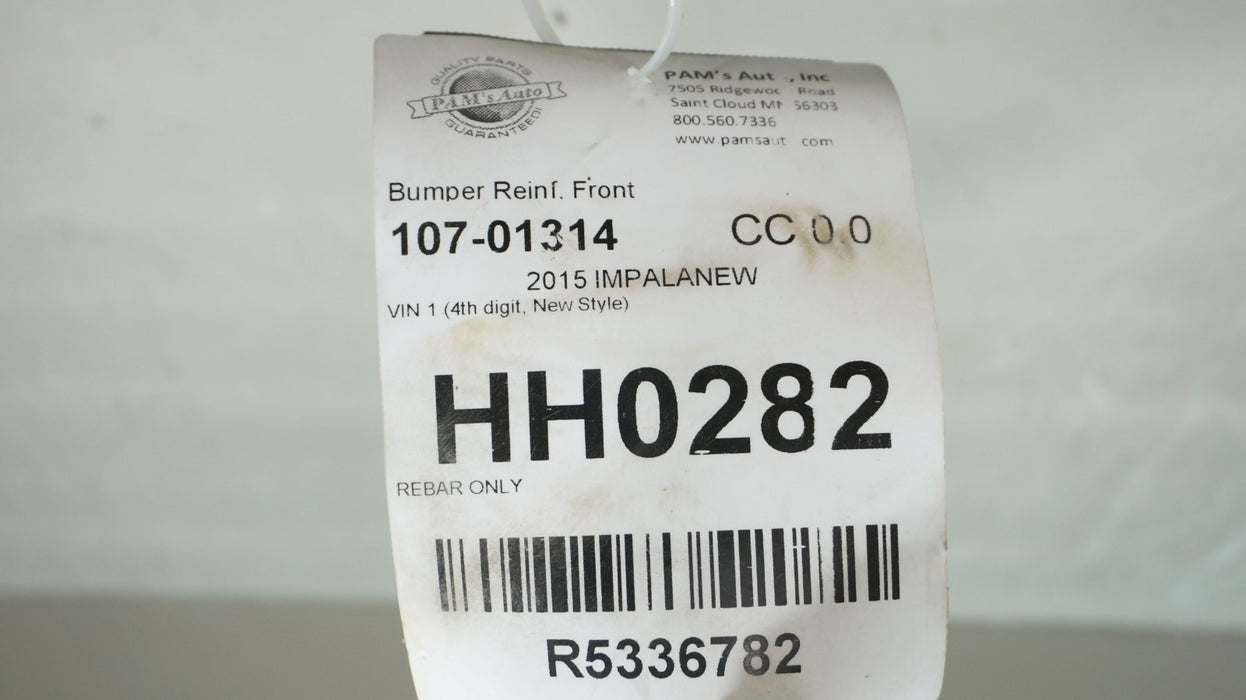 QUALITY PARTS
PAM's Auto
GUARANTEED!
PAM's Aut , Inc
7505 Ridgewoo Road
Saint Cloud MN 56303
800.560.7336
www.pamsaut com
Bumper Reinf. Front
107-01314 CC 0.0
2015 IMPALANEW
VIN 1 (4th digit, New Style)
HH0282
REBAR ONLY
R5336782